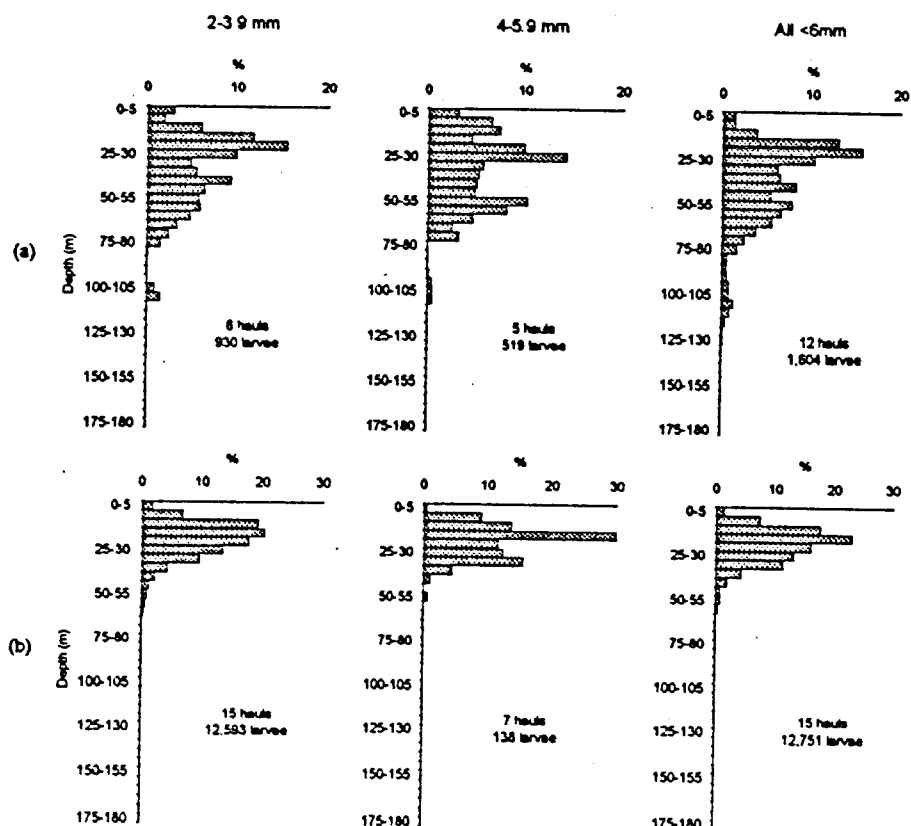 2-3.9 mm
4-5.9 mm
All <6mm
%
%
%
0 10 20
0 10 20
0 10 20
(a)
Depth (m)
0-5
25-30
50-55
75-80
100-105
125-130
150-155
175-180
6 hauls
930 larvae
0-5
25-30
50-55
75-80
100-105
125-130
150-155
175-180
5 hauls
519 larvae
0-5
25-30
50-55
75-80
100-105
125-130
150-155
175-180
12 hauls
1,604 larvae
%
%
%
0 10 20 30
0 10 20 30
0 10 20 30
(b)
Depth (m)
0-5
25-30
50-55
75-80
100-105
125-130
150-155
175-180
15 hauls
12,593 larvae
0-5
25-30
50-55
75-80
100-105
125-130
150-155
175-180
7 hauls
138 larvae
0-5
25-30
50-55
75-80
100-105
125-130
150-155
175-180
15 hauls
12,751 larvae